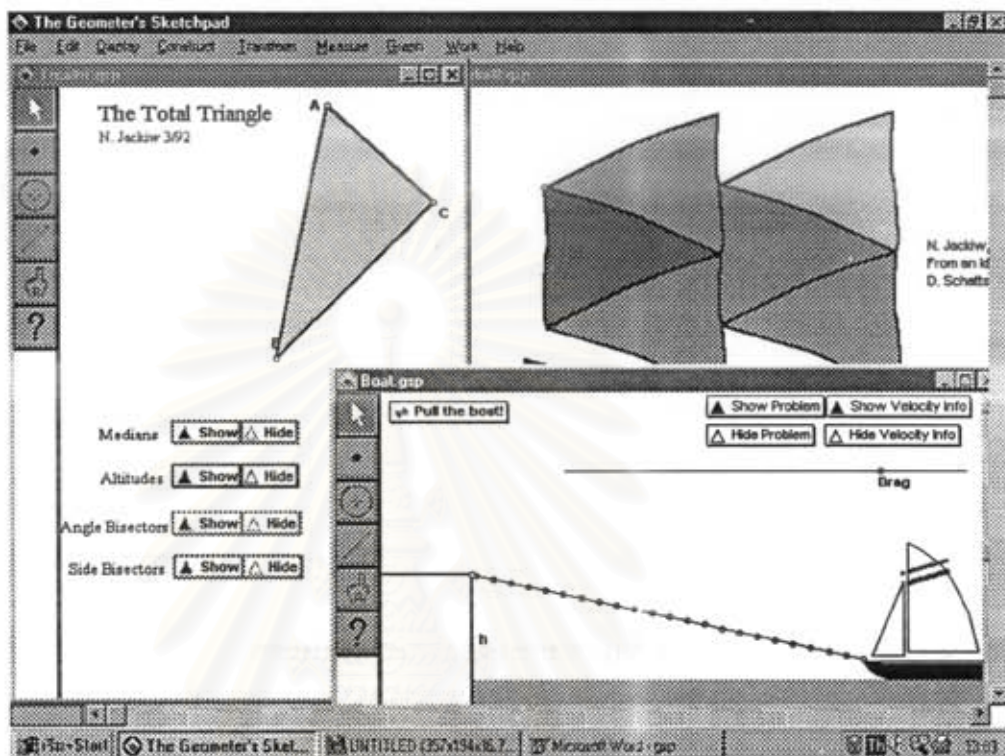 The Geometer's Sketchpad
File Edit Display Construct Transform Measure Graph Work Help
The Total Triangle
N. Jackiw 3/92
A
C
B
Medians Show Hide
Altitudes Show Hide
Angle Bisectors Show Hide
Side Bisectors Show Hide
N. Jackiw,
From an id
D. Schatts
Boat.gsp
Pull the boat!
Show Problem Show Velocity Info
Hide Problem Hide Velocity Info
Drag
h
Start The Geometer's Sket... UNTITLED Microsoft Word